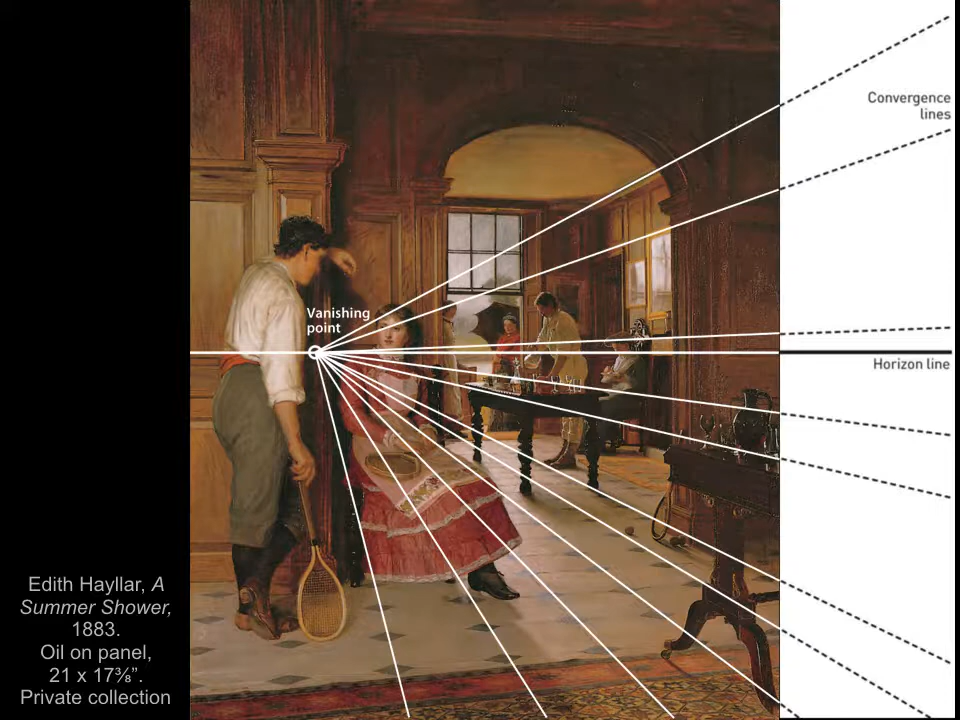 Convergence
lines
Vanishing
point
Horizon line
Edith Hayllar, A
Summer Shower,
1883.
Oil on panel,
21 x 17⅜”.
Private collection